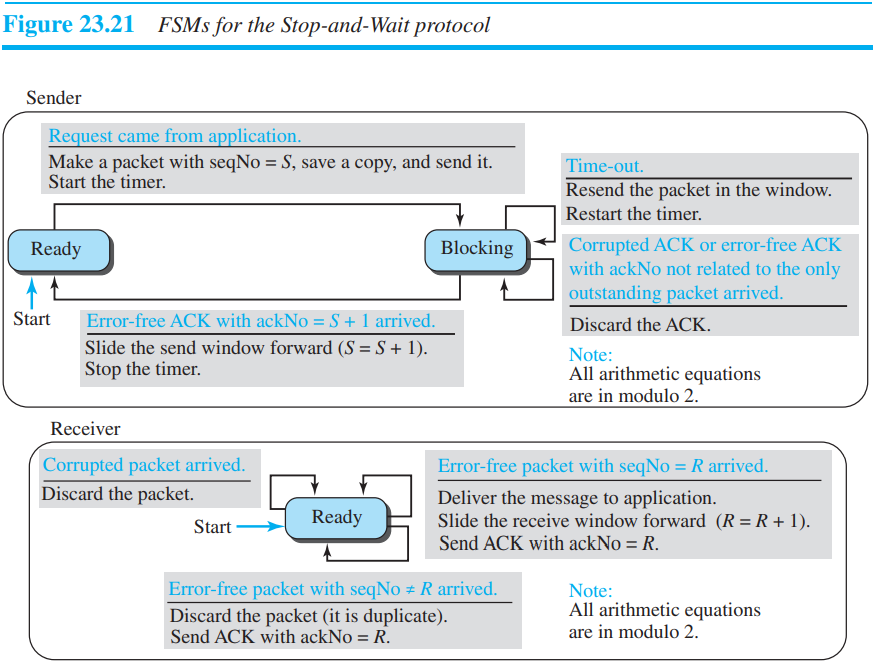 Figure 23.21 FSMs for the Stop-and-Wait protocol
Sender
Request came from application.
Make a packet with seqNo = S, save a copy, and send it.
Start the timer.
Time-out.
Resend the packet in the window.
Restart the timer.
Ready
Blocking
Corrupted ACK or error-free ACK
with ackNo not related to the only
outstanding packet arrived.
Discard the ACK.
Start
Error-free ACK with ackNo = S + 1 arrived.
Slide the send window forward (S = S + 1).
Stop the timer.
Note:
All arithmetic equations
are in modulo 2.
Receiver
Corrupted packet arrived.
Discard the packet.
Start
Ready
Error-free packet with seqNo = R arrived.
Deliver the message to application.
Slide the receive window forward (R = R + 1).
Send ACK with ackNo = R.
Error-free packet with seqNo ≠ R arrived.
Discard the packet (it is duplicate).
Send ACK with ackNo = R.
Note:
All arithmetic equations
are in modulo 2.